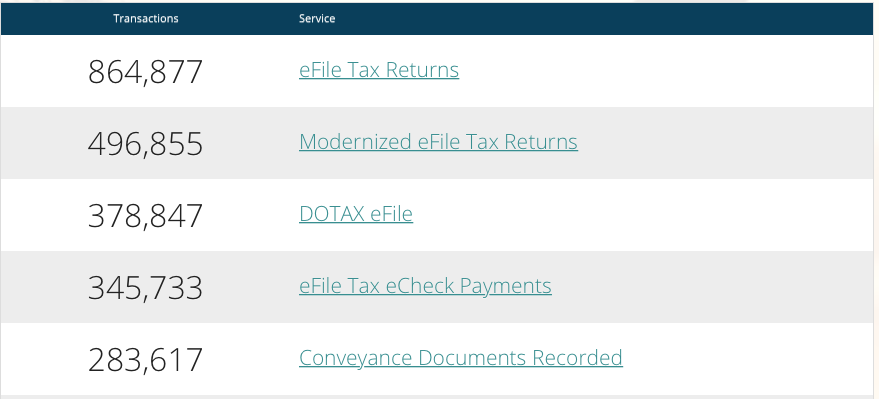 Transactions Service
864,877 eFile Tax Returns
496,855 Modernized eFile Tax Returns
378,847 DOTAX eFile
345,733 eFile Tax eCheck Payments
283,617 Conveyance Documents Recorded